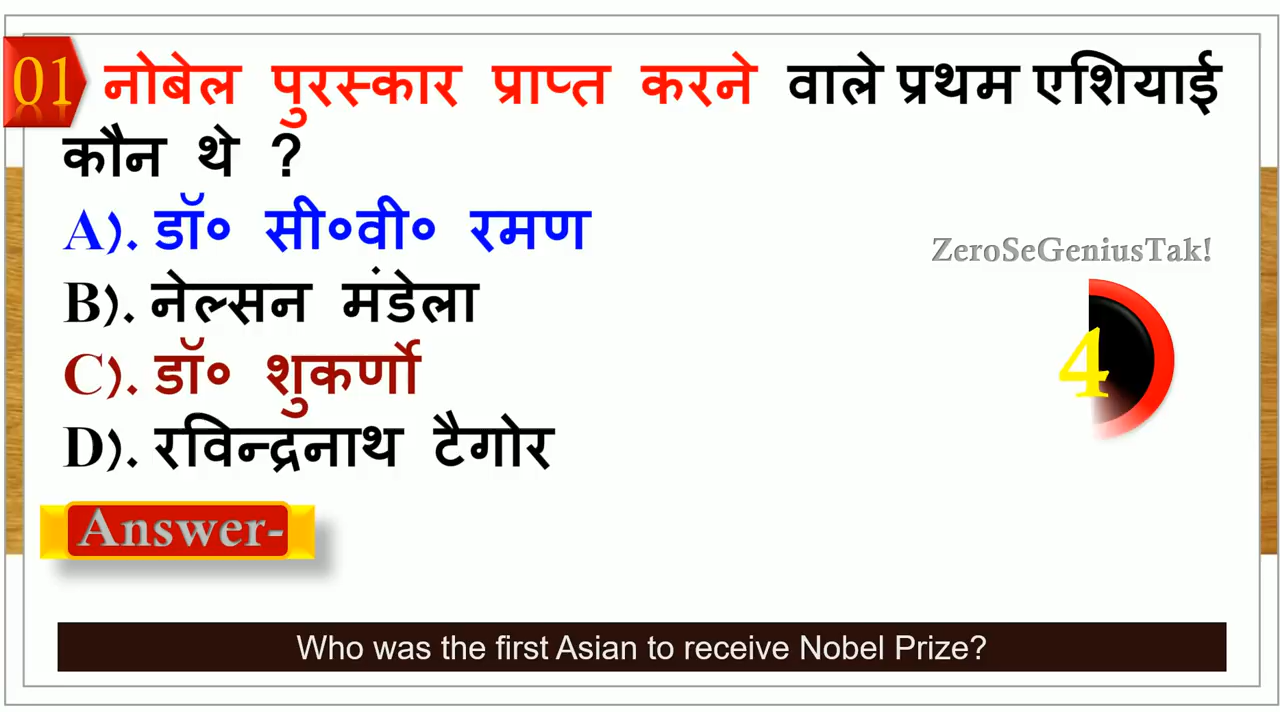 01 नोबेल पुरस्कार प्राप्त करने वाले प्रथम एशियाई
कौन थे ?
A). डॉ० सी०वी० रमण
ZeroSeGeniusTak!
B). नेल्सन मंडेला
4
C). डॉ० शुकर्णो
D). रविन्द्रनाथ टैगोर
Answer-
Who was the first Asian to receive Nobel Prize?